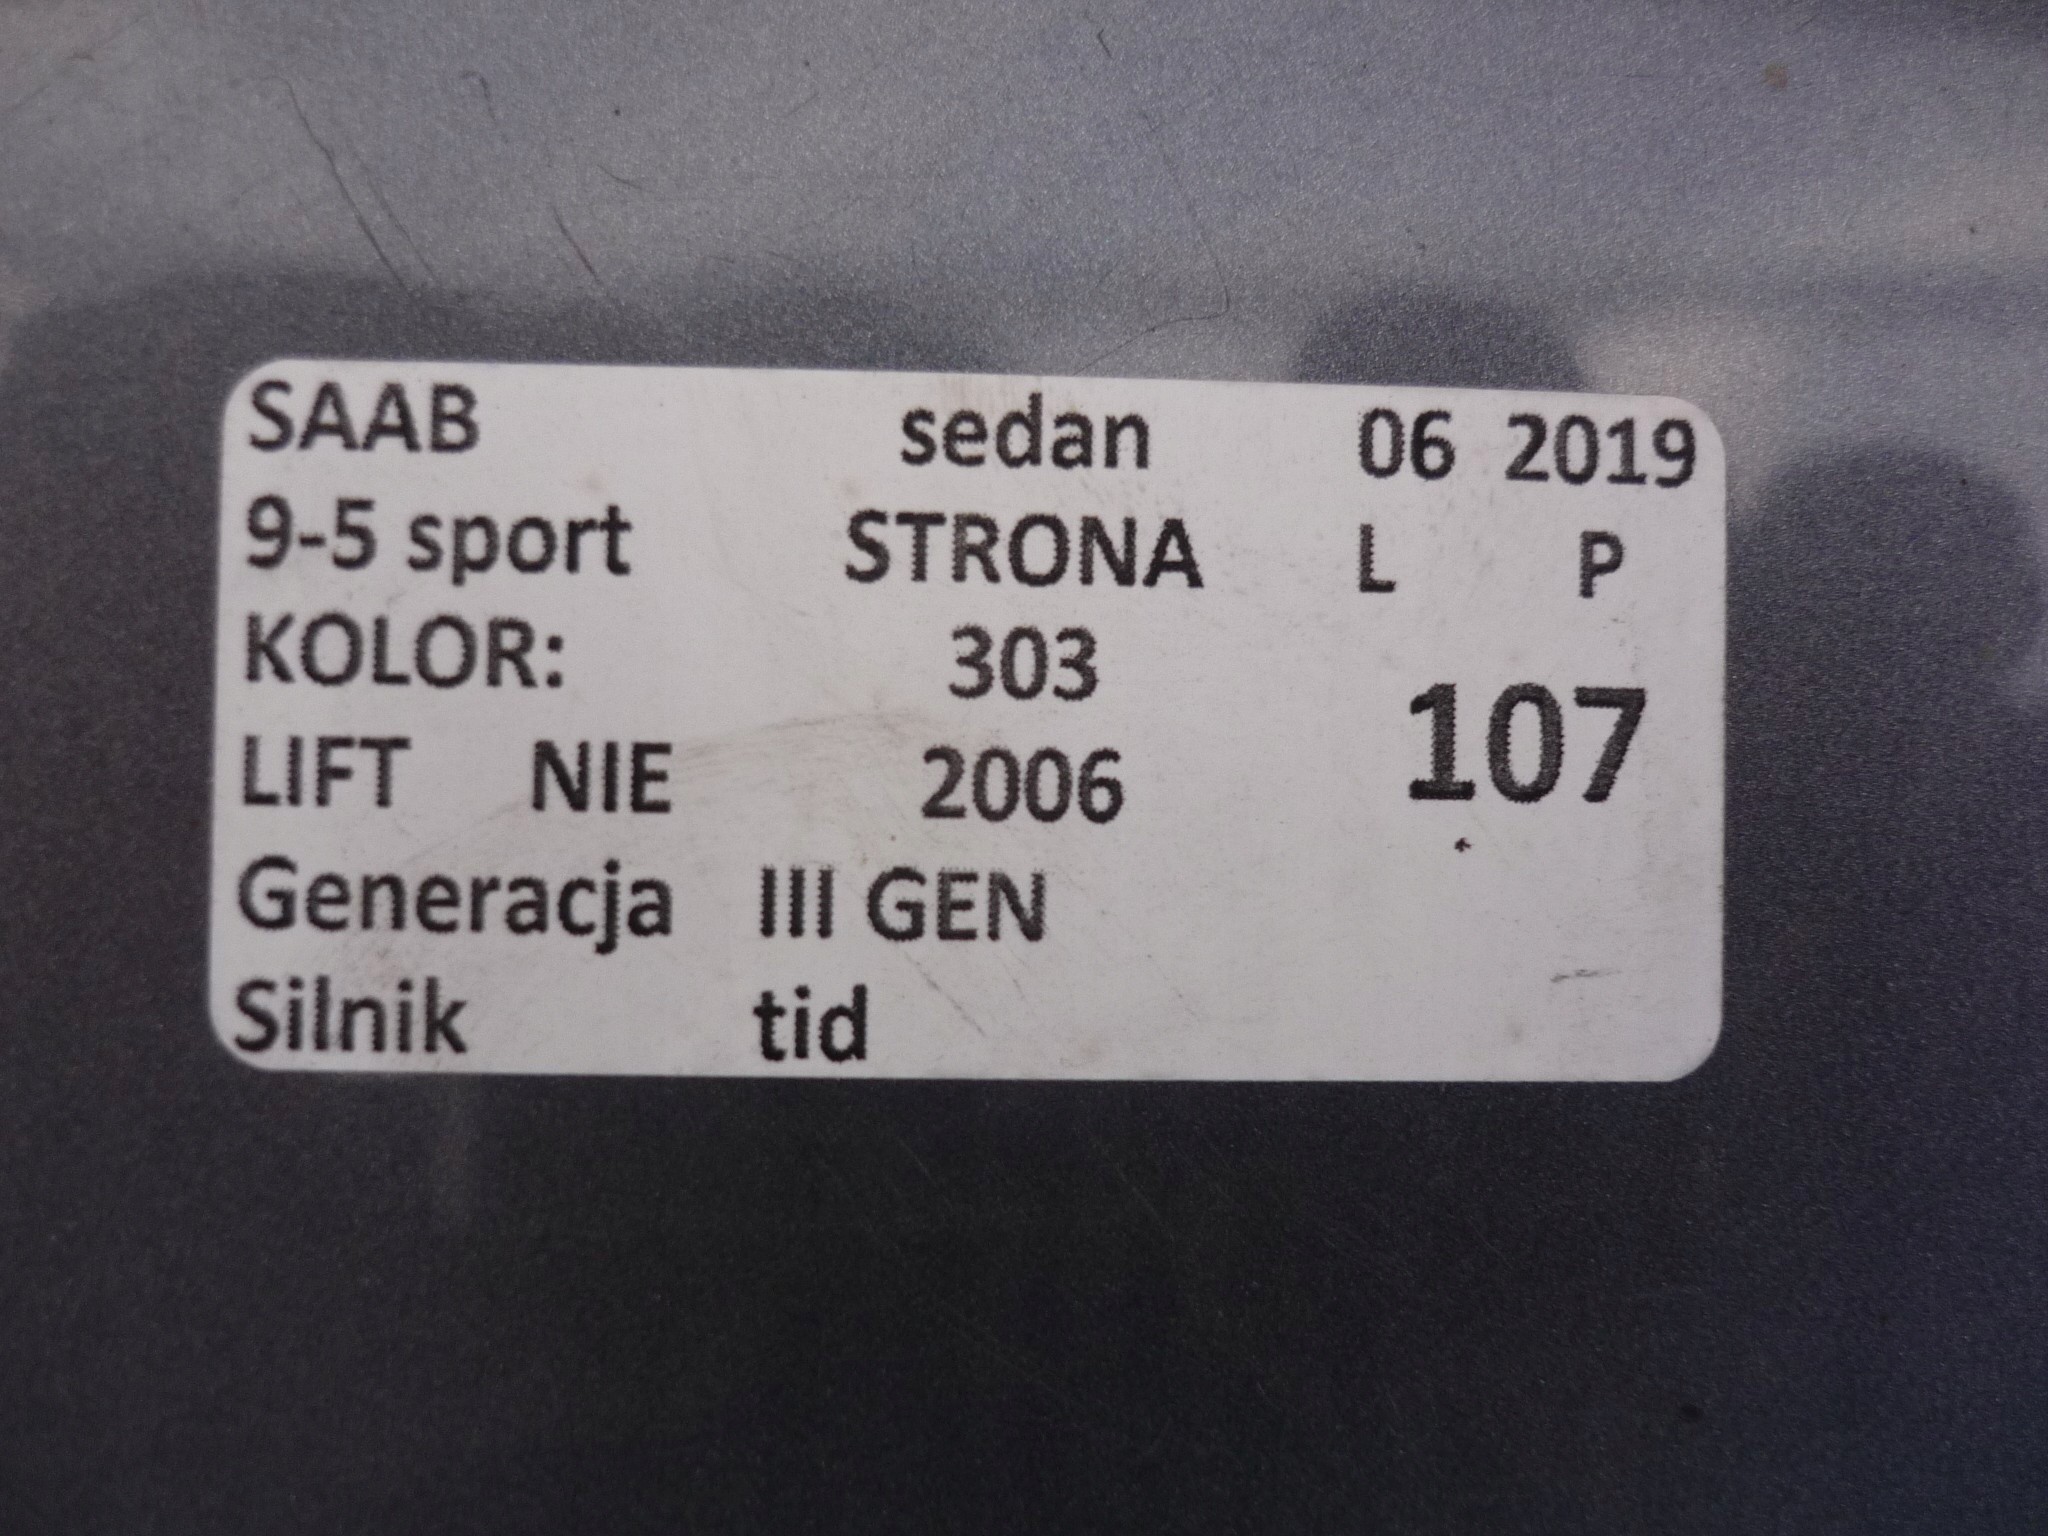 SAAB sedan 06 2019
9-5 sport STRONA L P
KOLOR: 303
107
LIFT NIE 2006
Generacja III GEN
Silnik tid